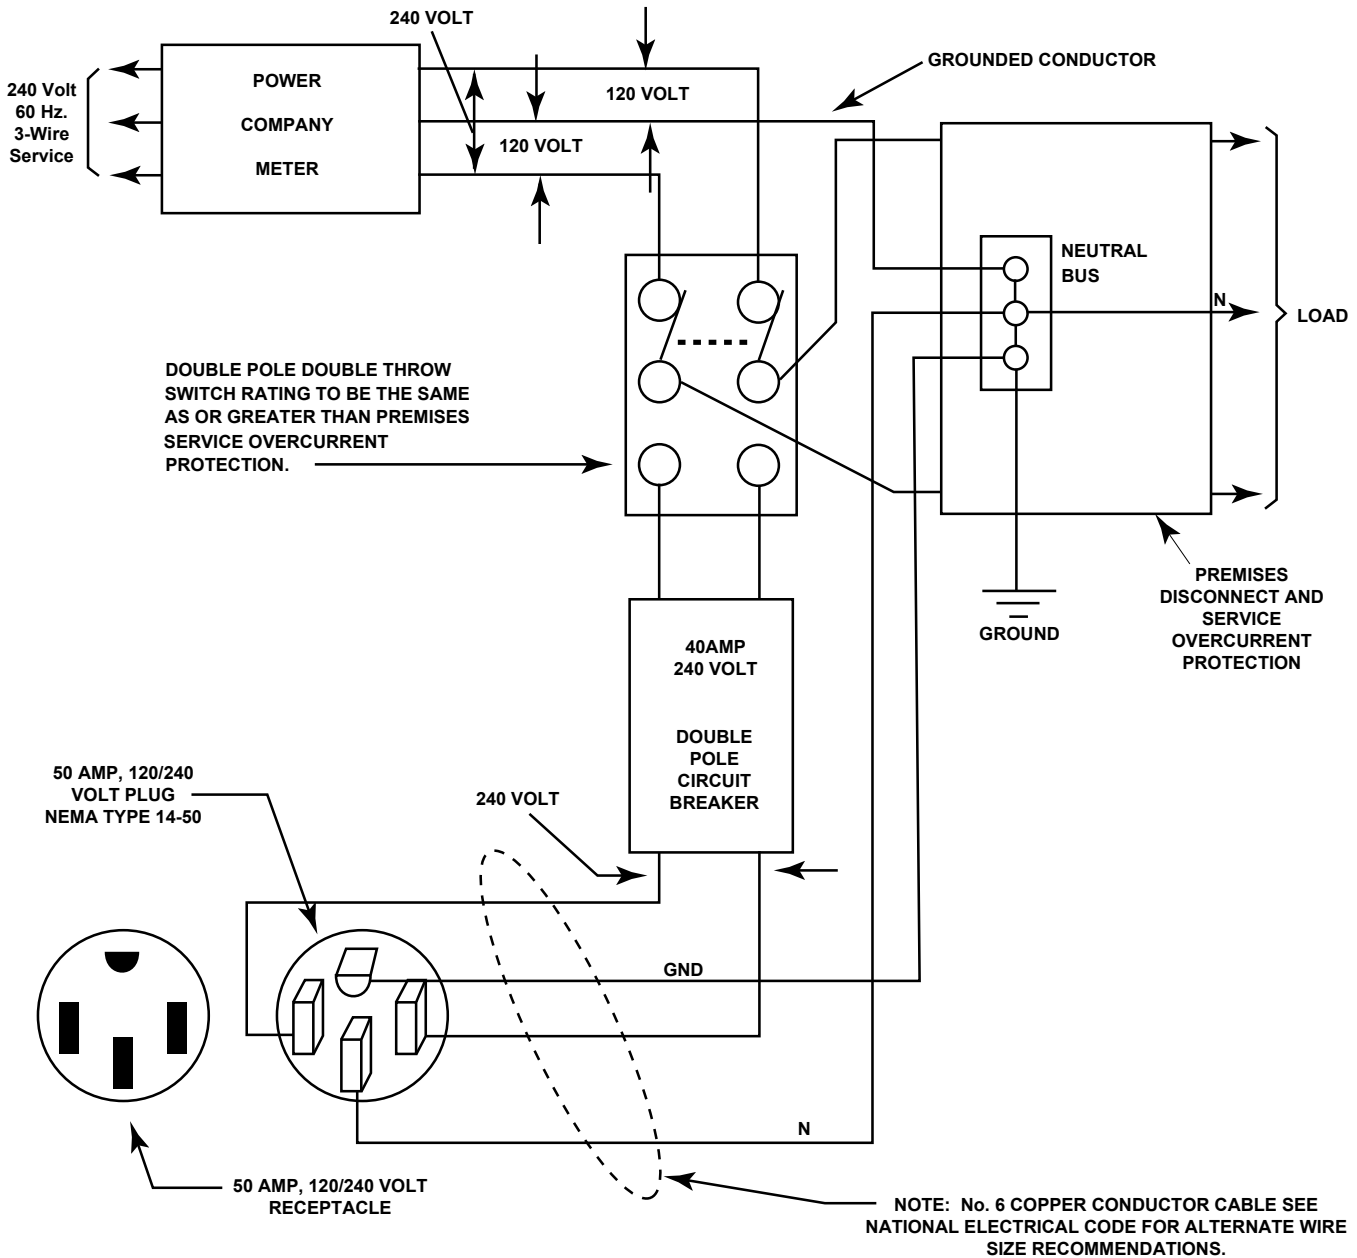 240 VOLT
GROUNDED CONDUCTOR
240 Volt
60 Hz.
3-Wire
Service
POWER
COMPANY
METER
120 VOLT
120 VOLT
NEUTRAL
BUS
N
LOAD
DOUBLE POLE DOUBLE THROW
SWITCH RATING TO BE THE SAME
AS OR GREATER THAN PREMISES
SERVICE OVERCURRENT
PROTECTION.
GROUND
PREMISES
DISCONNECT AND
SERVICE
OVERCURRENT
PROTECTION
40AMP
240 VOLT
DOUBLE
POLE
CIRCUIT
BREAKER
50 AMP, 120/240
VOLT PLUG
NEMA TYPE 14-50
240 VOLT
GND
N
50 AMP, 120/240 VOLT
RECEPTACLE
NOTE: No. 6 COPPER CONDUCTOR CABLE SEE
NATIONAL ELECTRICAL CODE FOR ALTERNATE WIRE
SIZE RECOMMENDATIONS.